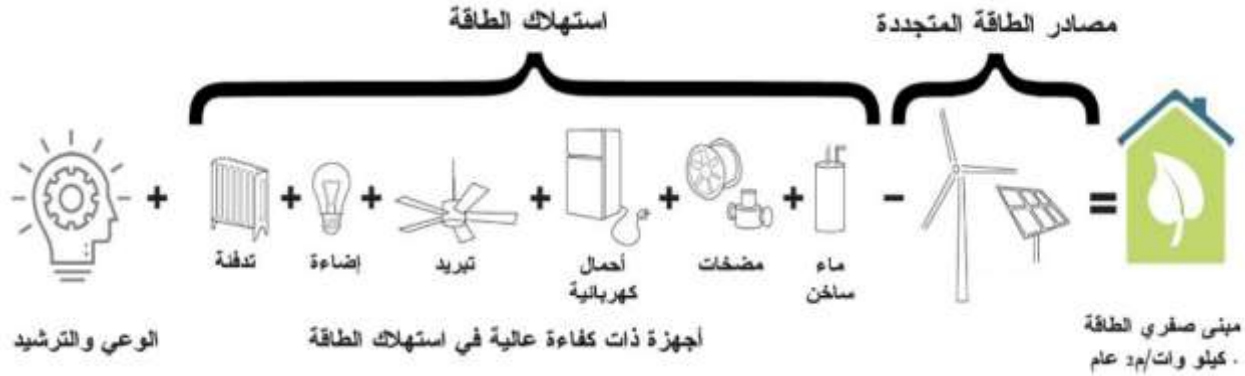 مصادر الطاقة المتجددة
استهلاك الطاقة
تدفئة
إضاءة
تبريد
أحمال
كهربائية
مضخات
ماء
ساخن
الوعي والترشيد
أجهزة ذات كفاءة عالية في استهلاك الطاقة
مبنى صفري الطاقة
٠ كيلو وات/م2 عام